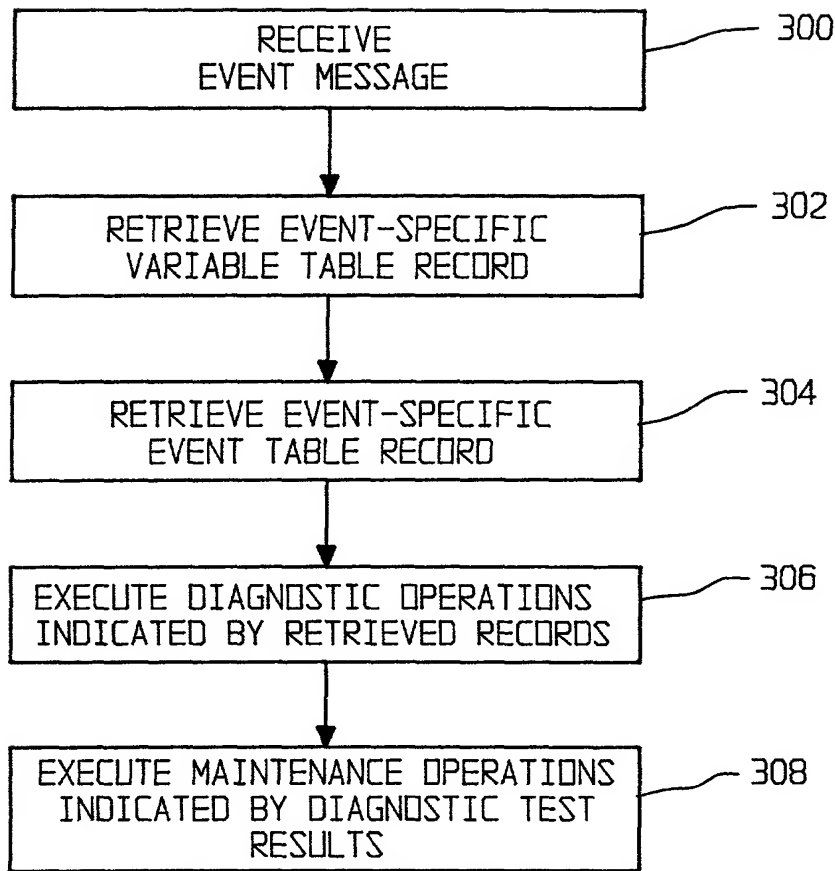 RECEIVE
EVENT MESSAGE
300
RETRIEVE EVENT-SPECIFIC
VARIABLE TABLE RECORD
302
RETRIEVE EVENT-SPECIFIC
EVENT TABLE RECORD
304
EXECUTE DIAGNOSTIC OPERATIONS
INDICATED BY RETRIEVED RECORDS
306
EXECUTE MAINTENANCE OPERATIONS
INDICATED BY DIAGNOSTIC TEST
RESULTS
308